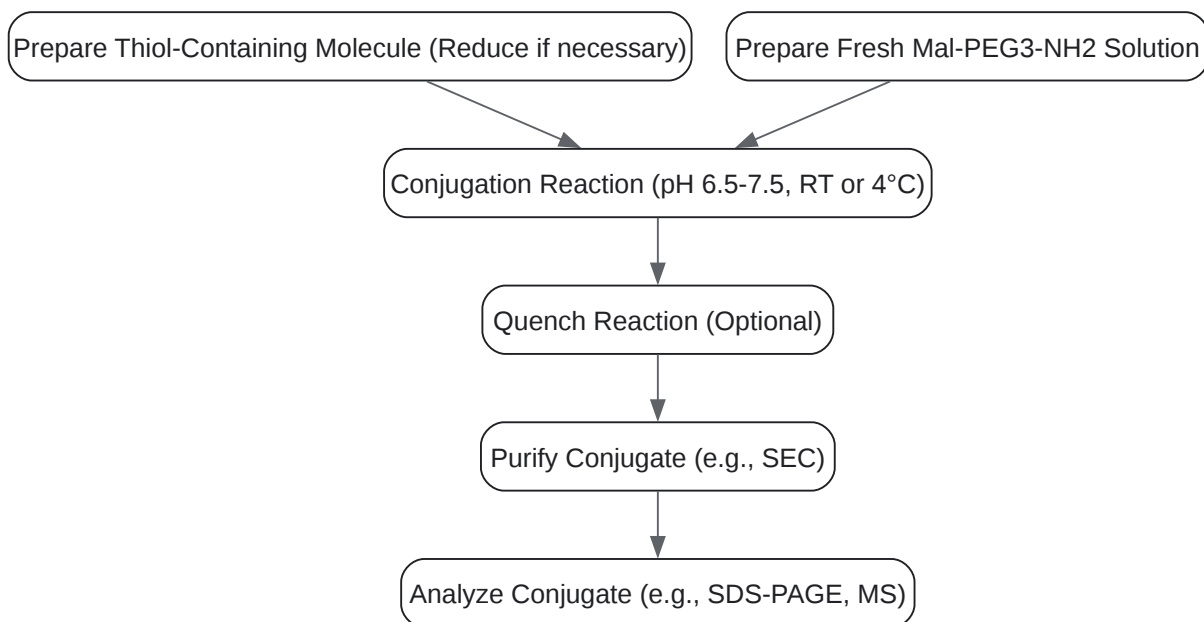 Prepare Thiol-Containing Molecule (Reduce if necessary)
Prepare Fresh Mal-PEG3-NH2 Solution
Conjugation Reaction (pH 6.5-7.5, RT or 4°C)
Quench Reaction (Optional)
Purify Conjugate (e.g., SEC)
Analyze Conjugate (e.g., SDS-PAGE, MS)